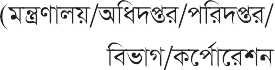 (মন্ত্রণালয়/অধিদপ্তর/পরিদপ্তর/
বিভাগ/কর্পোরেশন